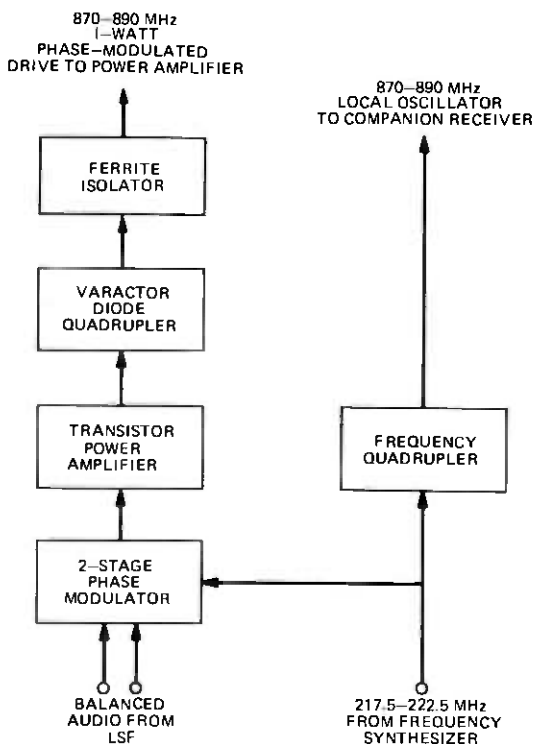 870–890 MHz
1–WATT
PHASE–MODULATED
DRIVE TO POWER AMPLIFIER
870–890 MHz
LOCAL OSCILLATOR
TO COMPANION RECEIVER
FERRITE
ISOLATOR
VARACTOR
DIODE
QUADRUPLER
TRANSISTOR
POWER
AMPLIFIER
FREQUENCY
QUADRUPLER
2–STAGE
PHASE
MODULATOR
BALANCED
AUDIO FROM
LSF
217.5–222.5 MHz
FROM FREQUENCY
SYNTHESIZER